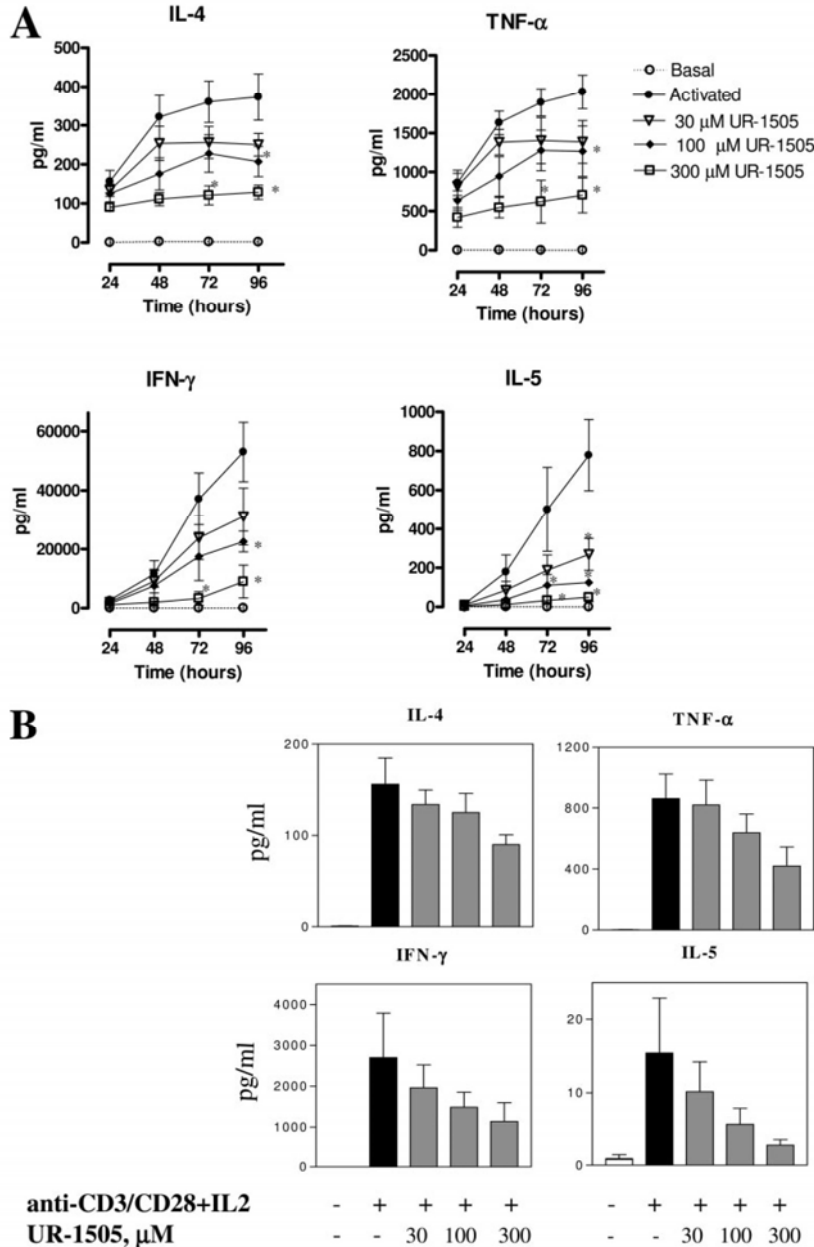 A
IL-4
500
400
300
200
100
0
pg/ml
*
*
*
24 48 72 96
Time (hours)
TNF-α
2500
2000
1500
1000
500
0
pg/ml
*
*
*
24 48 72 96
Time (hours)
Basal
Activated
30 μM UR-1505
100 μM UR-1505
300 μM UR-1505
IFN-γ
60000
40000
20000
0
pg/ml
*
*
*
24 48 72 96
Time (hours)
IL-5
1000
800
600
400
200
0
pg/ml
*
*
*
*
*
24 48 72 96
Time (hours)
B
IL-4
200
100
0
pg/ml
TNF-α
1200
800
400
0
IFN-γ
4000
3000
2000
1000
0
pg/ml
IL-5
20
10
0
anti-CD3/CD28+IL2 - + + + + - + + + +
UR-1505, μM - - 30 100 300 - - 30 100 300